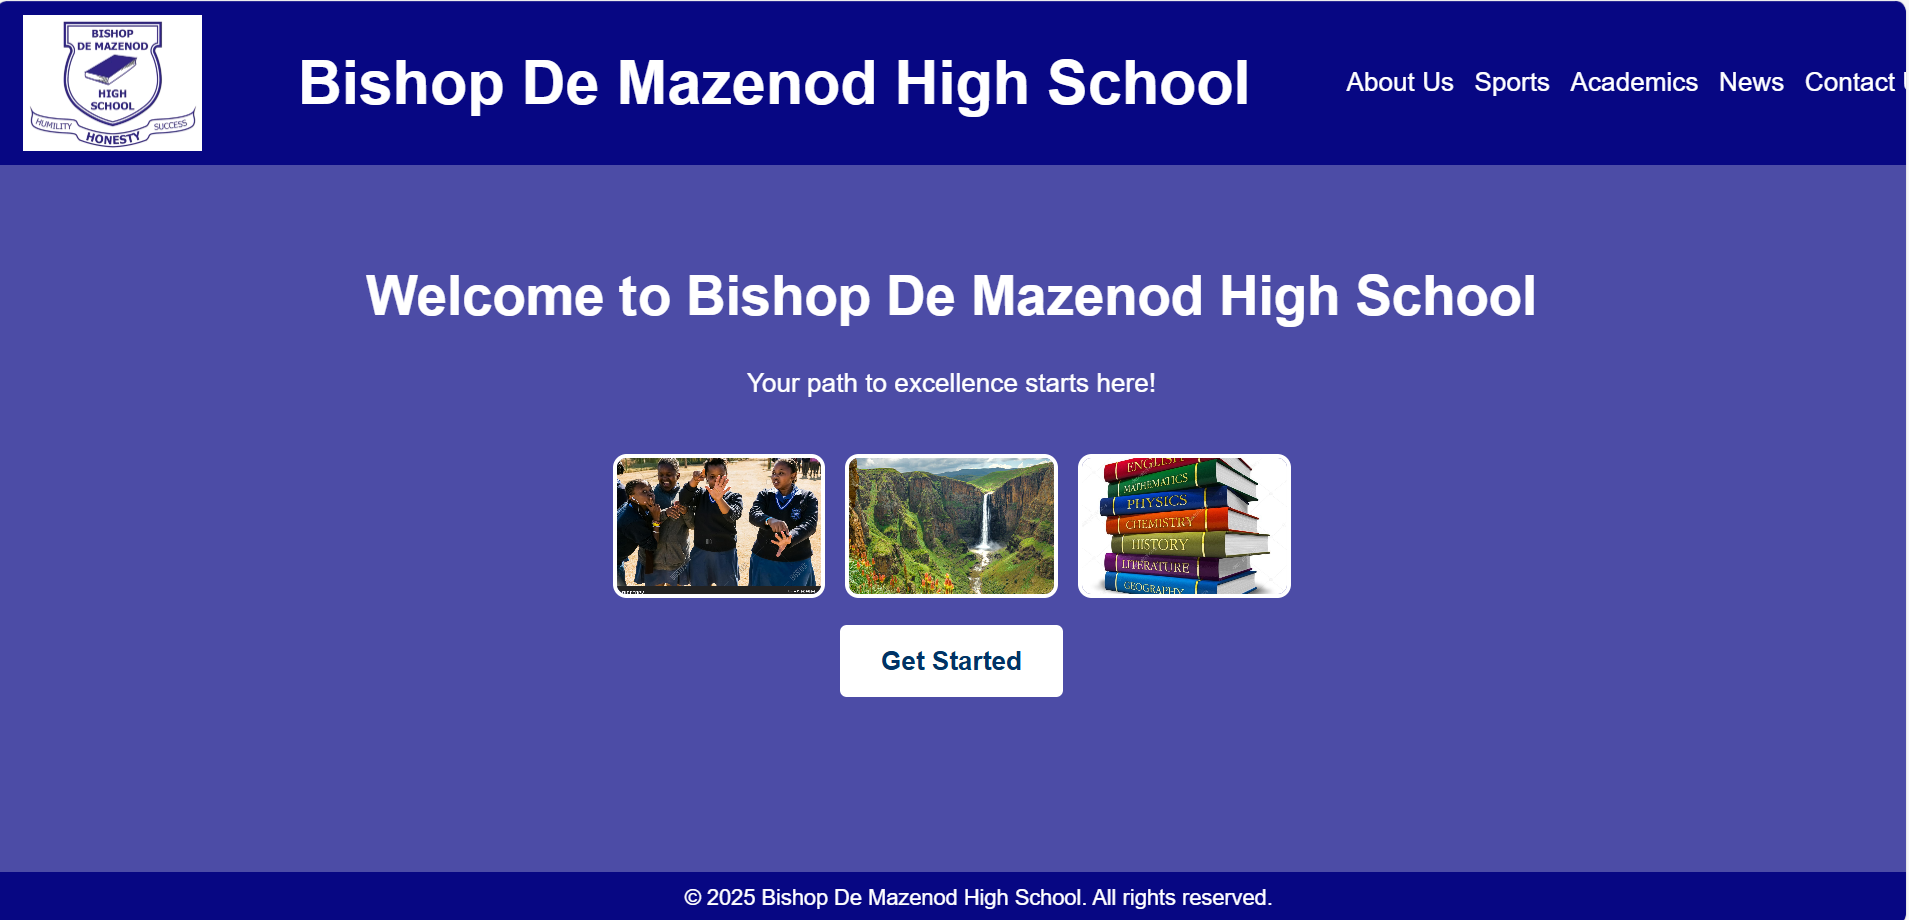 BISHOP
DE MAZENOD
HIGH
SCHOOL
HUMILITY
HONESTY
SUCCESS
Bishop De Mazenod High School
About Us
Sports
Academics
News
Contact
Welcome to Bishop De Mazenod High School
Your path to excellence starts here!
ENGLISH
MATHEMATICS
PHYSICS
CHEMISTRY
HISTORY
LITERATURE
GEOGRAPHY
Get Started
© 2025 Bishop De Mazenod High School. All rights reserved.